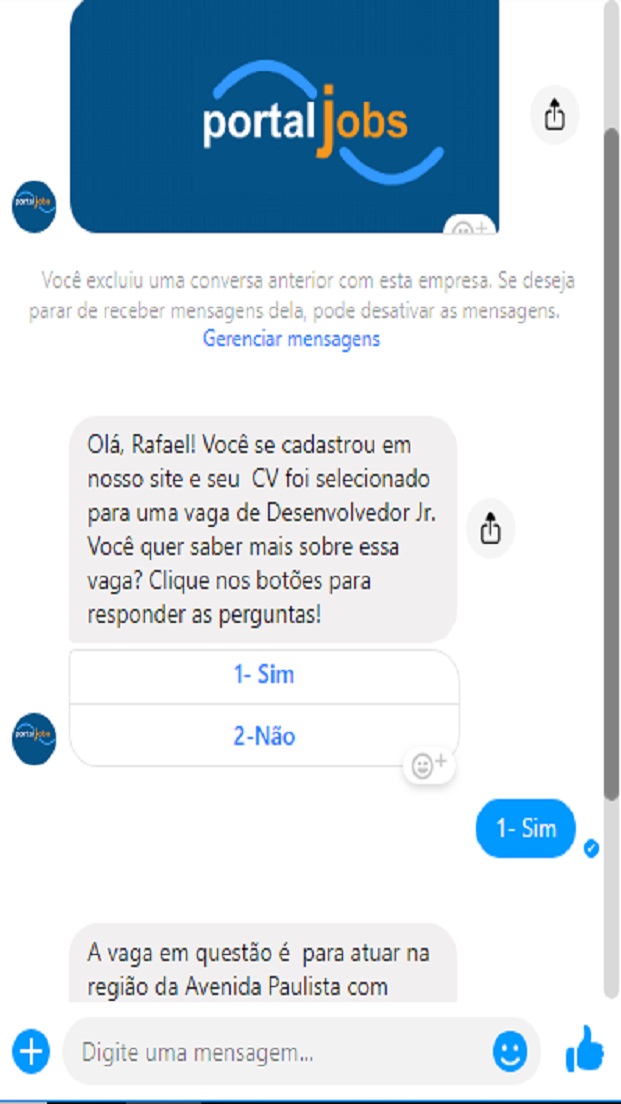 portaljobs
portaljobs
Você excluiu uma conversa anterior com esta empresa. Se deseja
parar de receber mensagens dela, pode desativar as mensagens.
Gerenciar mensagens
Olá, Rafael! Você se cadastrou em
nosso site e seu  CV foi selecionado
para uma vaga de Desenvolvedor Jr.
Você quer saber mais sobre essa
vaga? Clique nos botões para
responder as perguntas!
1- Sim
2-Não
portaljobs
1- Sim
A vaga em questão é  para atuar na
região da Avenida Paulista com
Digite uma mensagem...